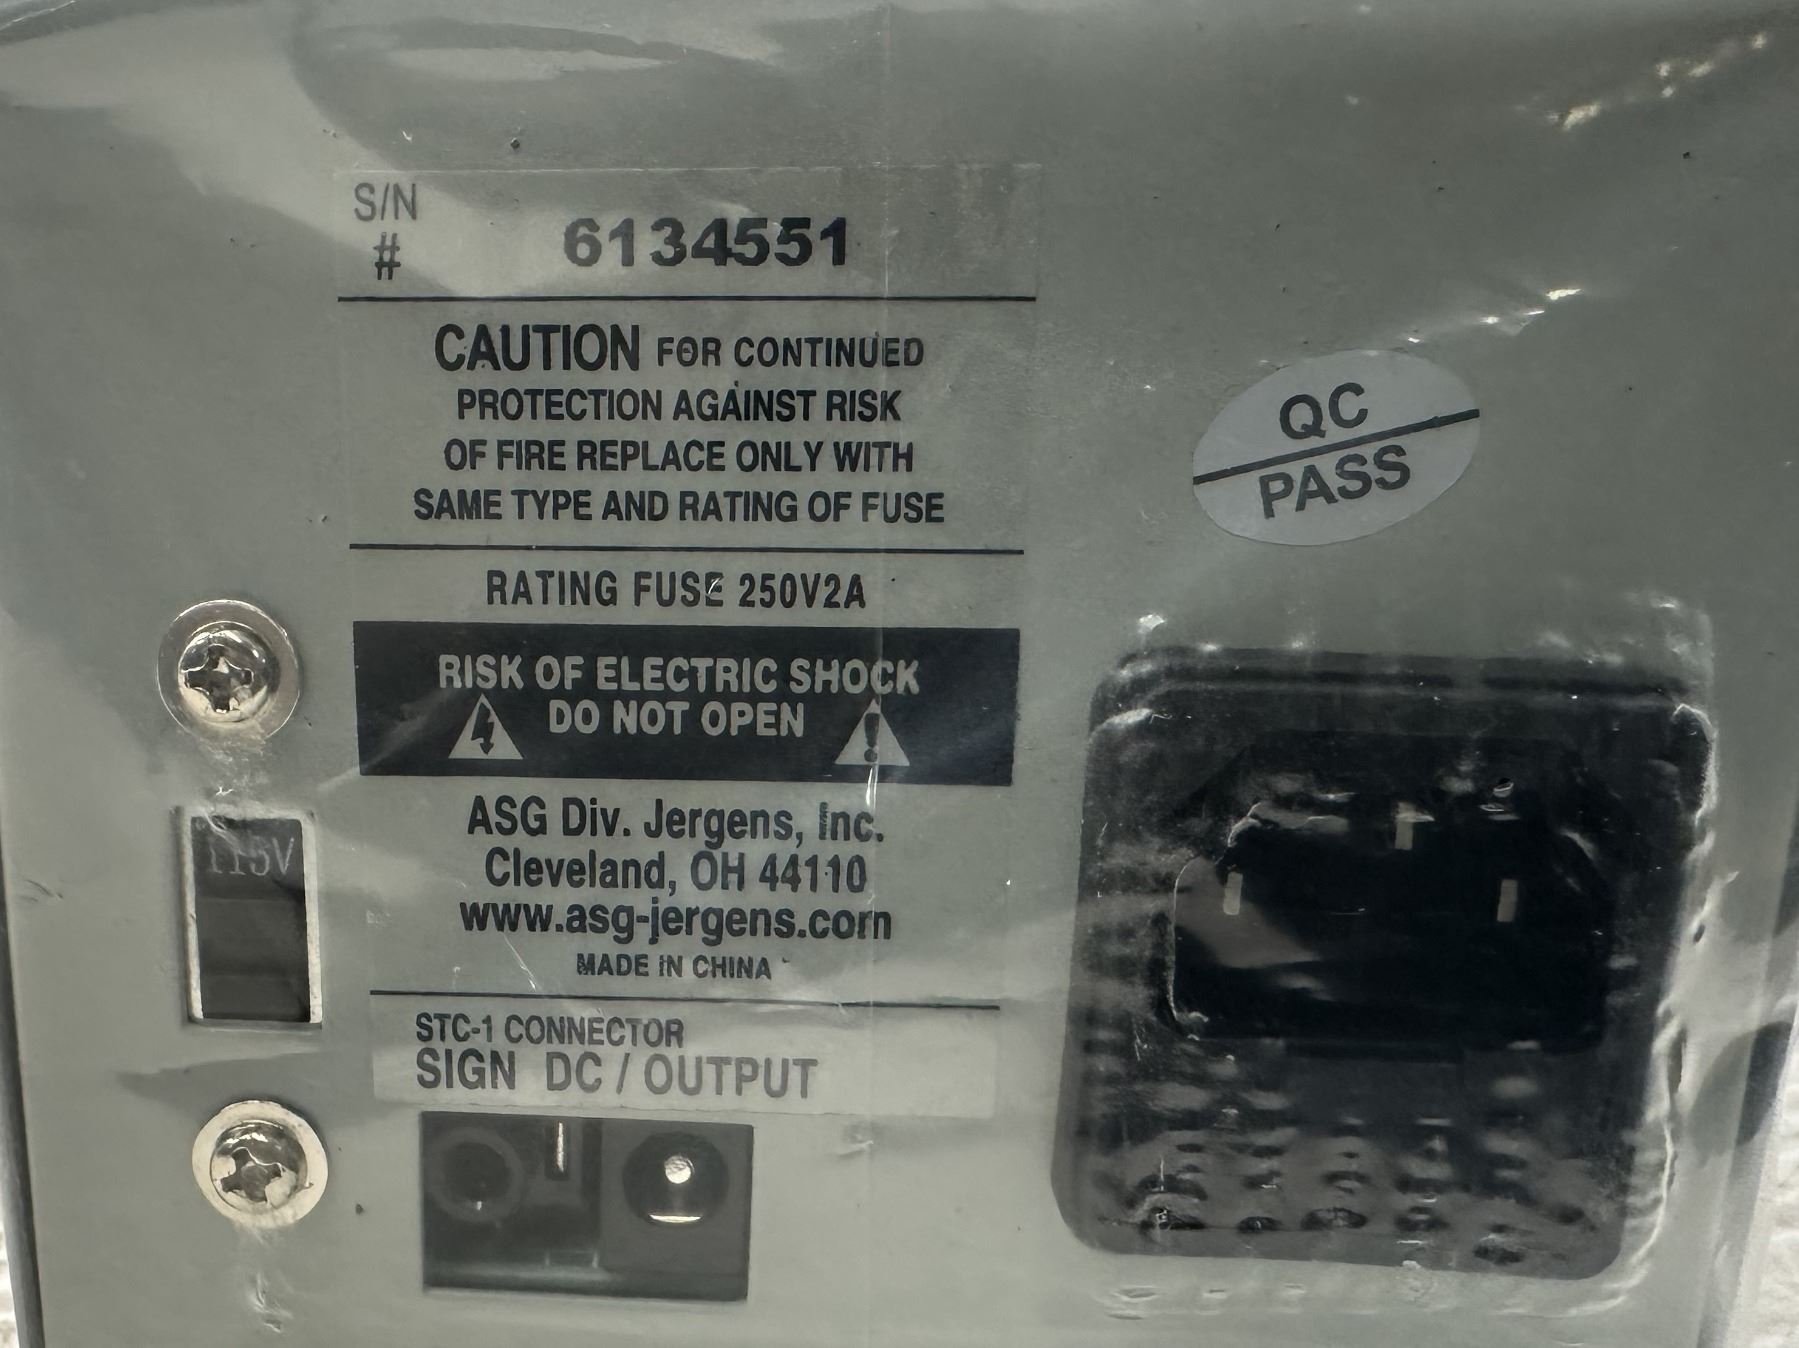 S/N
# 6134551
CAUTION FOR CONTINUED
PROTECTION AGAINST RISK
OF FIRE REPLACE ONLY WITH
SAME TYPE AND RATING OF FUSE
QC
PASS
RATING FUSE 250V2A
RISK OF ELECTRIC SHOCK
DO NOT OPEN
115V
ASG Div. Jergens, Inc.
Cleveland, OH 44110
www.asg-jergens.com
MADE IN CHINA
STC-1 CONNECTOR
SIGN DC / OUTPUT